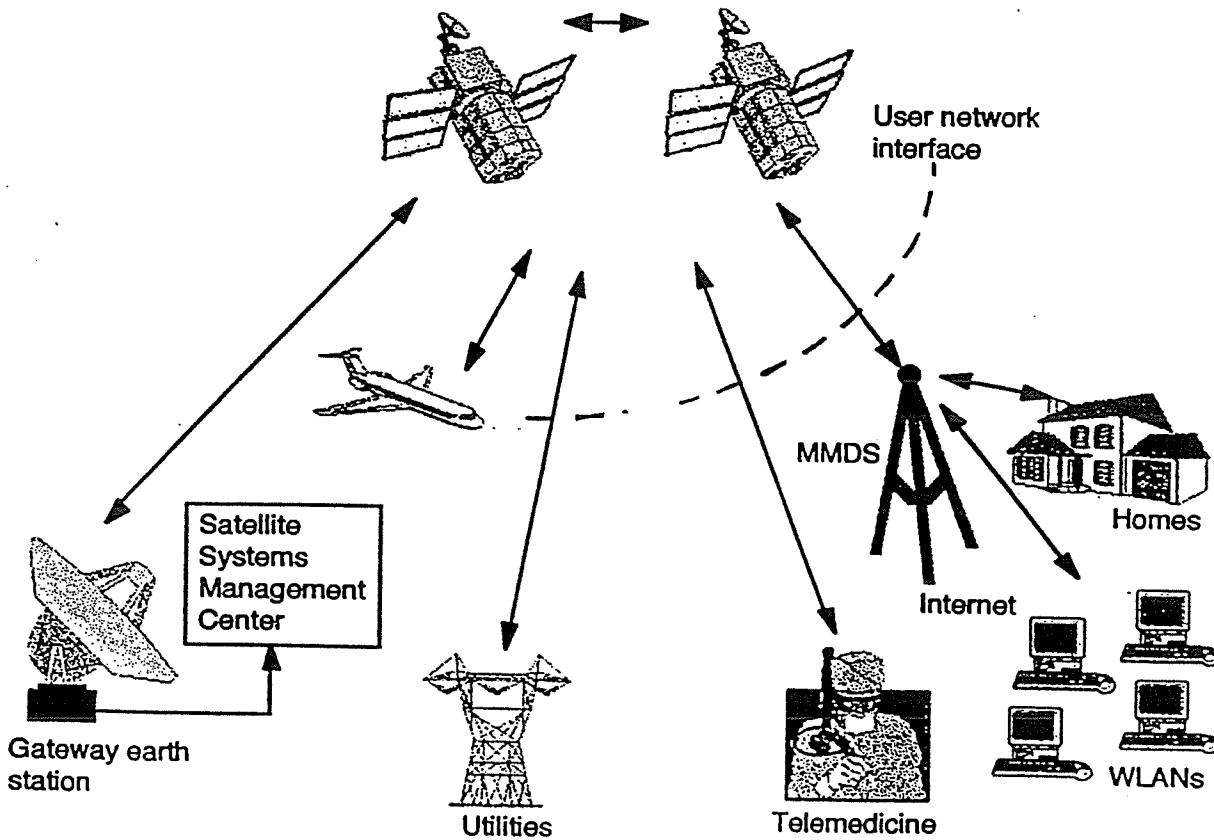 User network
interface
MMDS
Homes
Satellite
Systems
Management
Center
Internet
Gateway earth
station
WLANs
Utilities
Telemedicine